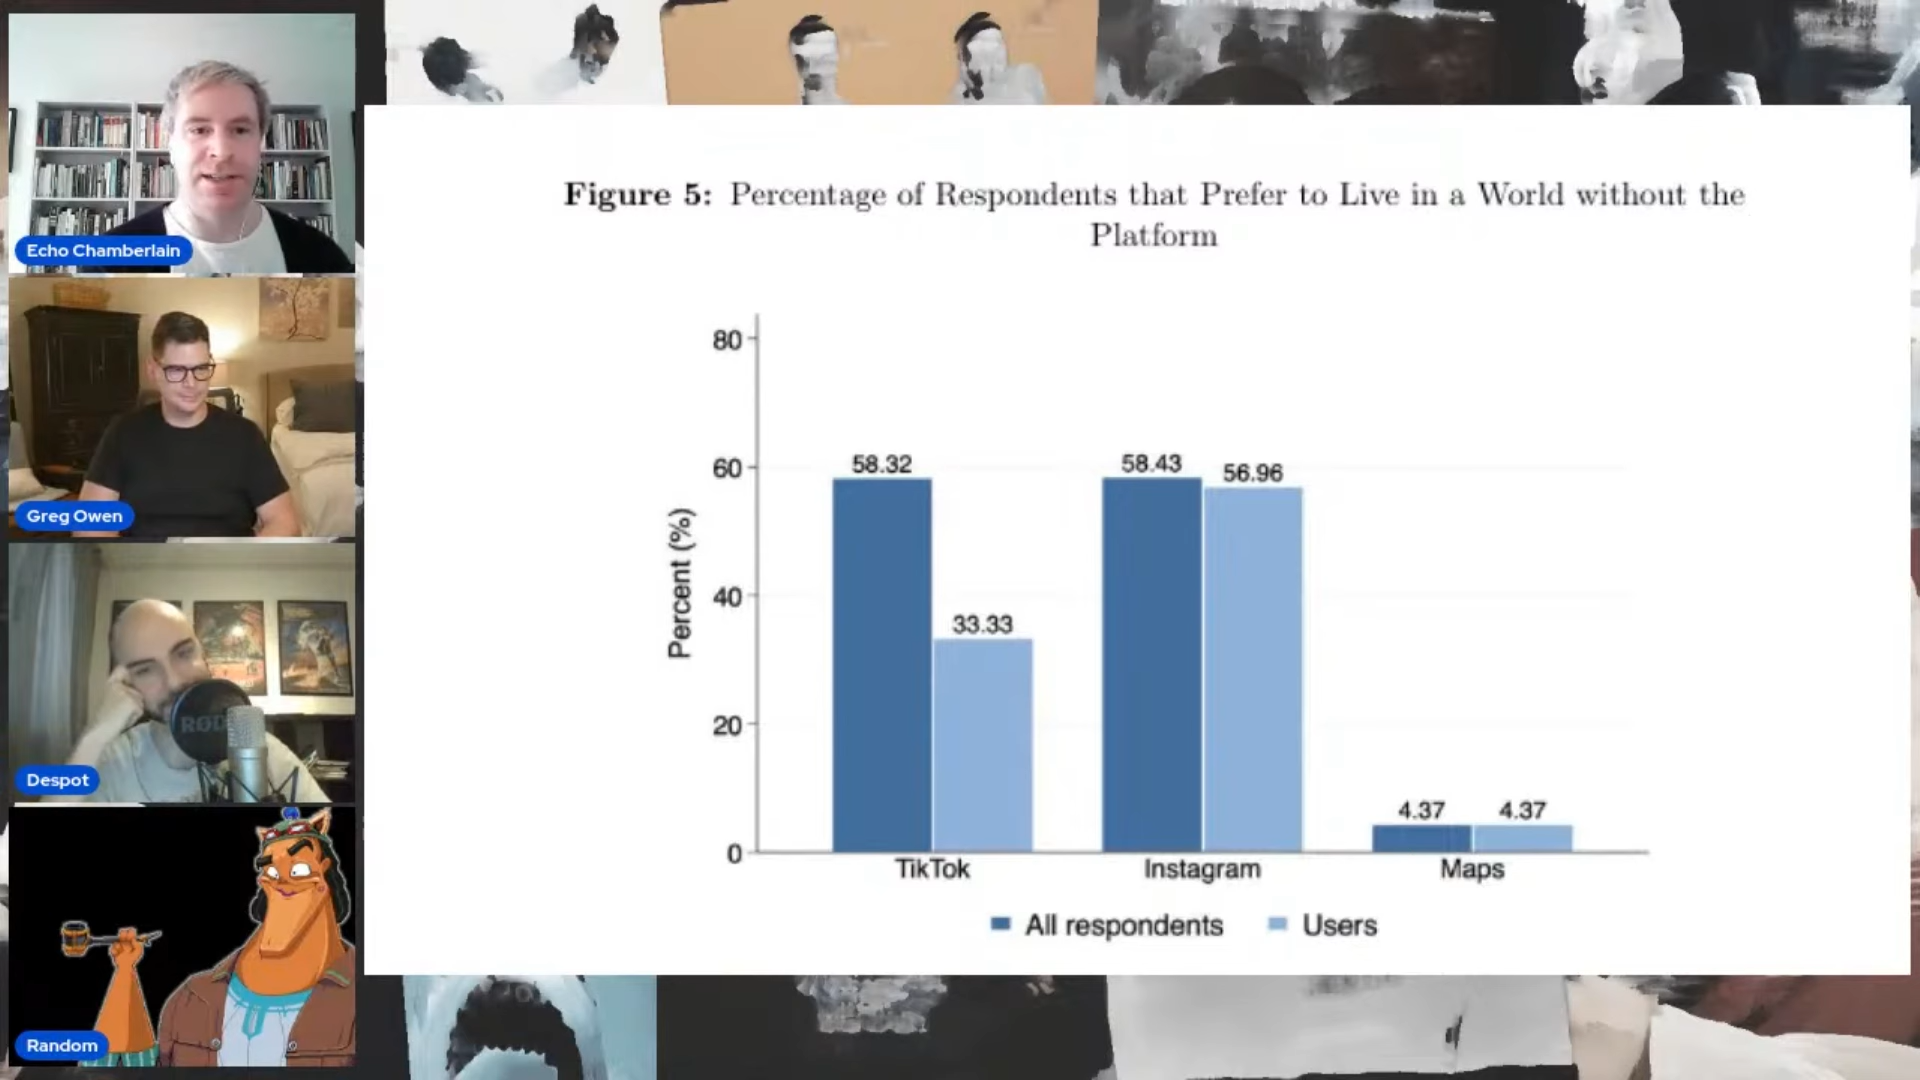 Echo Chamberlain
Greg Owen
RØD
Despot
Random
Figure 5: Percentage of Respondents that Prefer to Live in a World without the
Platform
Percent (%)
80
60
40
20
0
58.32
33.33
58.43
56.96
4.37
4.37
TikTok
Instagram
Maps
All respondents
Users